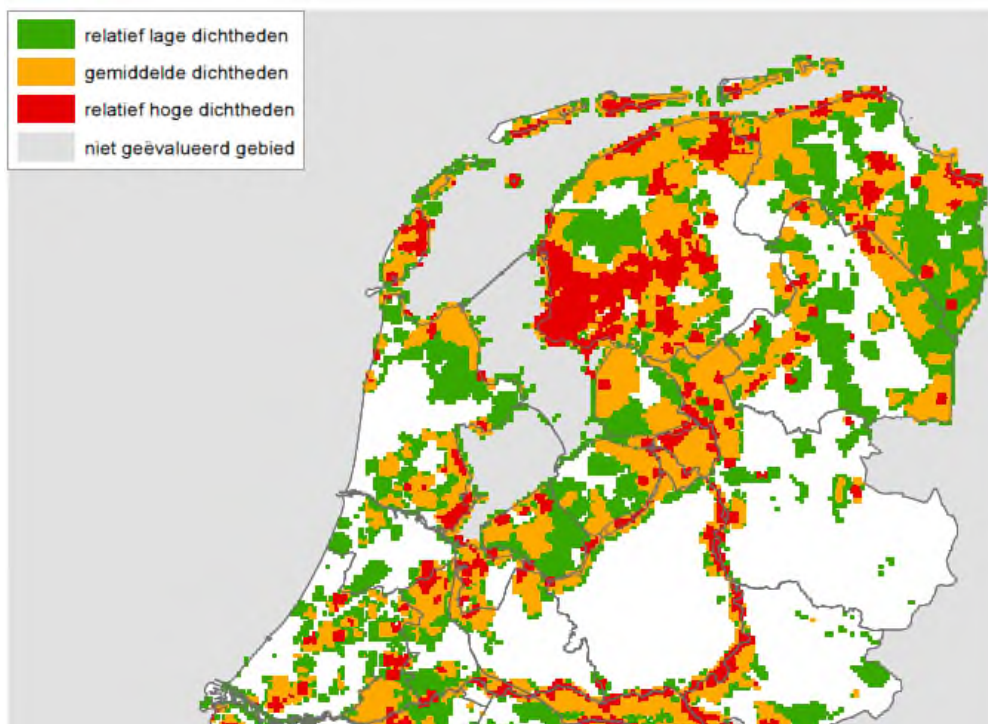 relatief lage dichtheden
gemiddelde dichtheden
relatief hoge dichtheden
niet geëvalueerd gebied